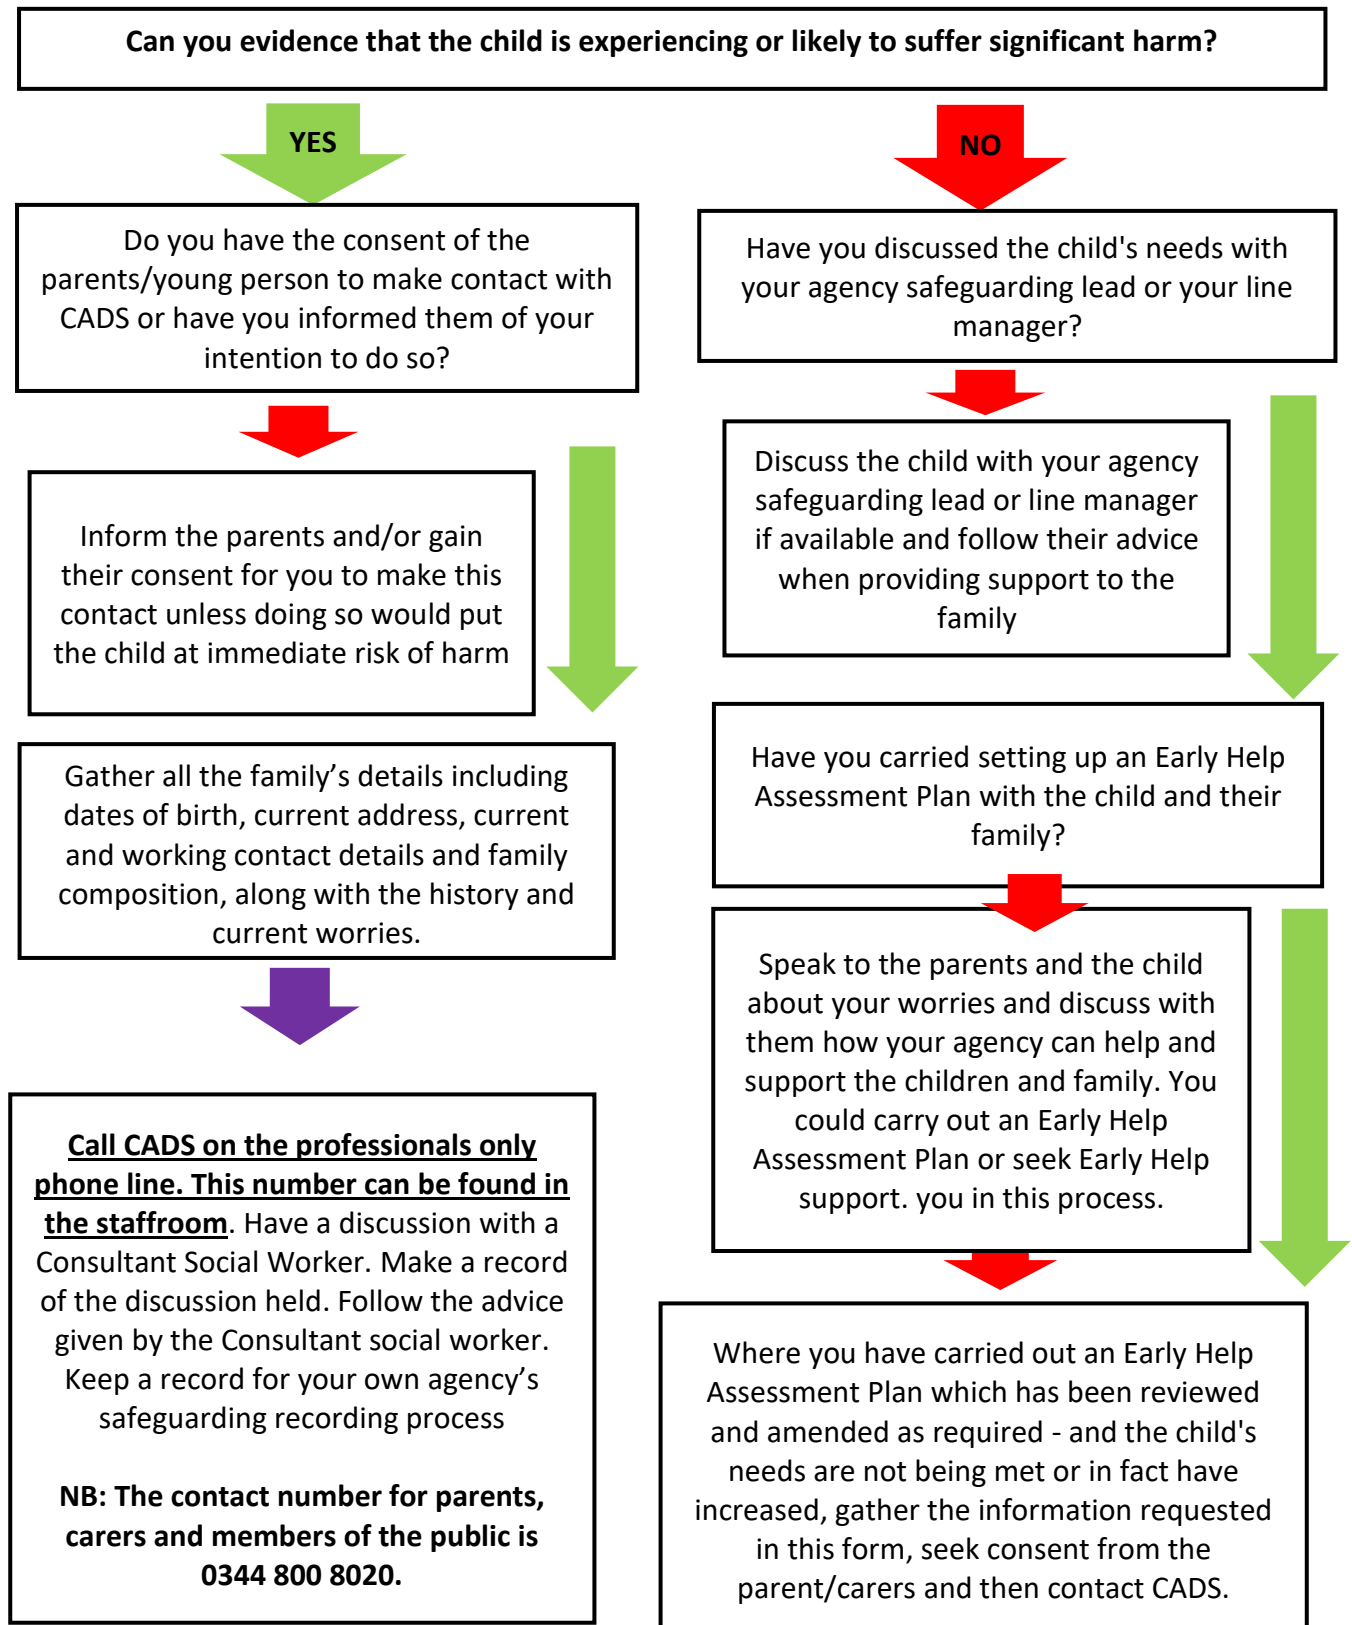 Can you evidence that the child is experiencing or likely to suffer significant harm?
YES
Do you have the consent of the
parents/young person to make contact with
CADS or have you informed them of your
intention to do so?
Inform the parents and/or gain
their consent for you to make this
contact unless doing so would put
the child at immediate risk of harm
Gather all the family’s details including
dates of birth, current address, current
and working contact details and family
composition, along with the history and
current worries.
Call CADS on the professionals only
phone line. This number can be found in
the staffroom. Have a discussion with a
Consultant Social Worker. Make a record
of the discussion held. Follow the advice
given by the Consultant social worker.
Keep a record for your own agency’s
safeguarding recording process
NB: The contact number for parents,
carers and members of the public is
0344 800 8020.
NO
Have you discussed the child's needs with
your agency safeguarding lead or your line
manager?
Discuss the child with your agency
safeguarding lead or line manager
if available and follow their advice
when providing support to the
family
Have you carried setting up an Early Help
Assessment Plan with the child and their
family?
Speak to the parents and the child
about your worries and discuss with
them how your agency can help and
support the children and family. You
could carry out an Early Help
Assessment Plan or seek Early Help
support. you in this process.
Where you have carried out an Early Help
Assessment Plan which has been reviewed
and amended as required - and the child's
needs are not being met or in fact have
increased, gather the information requested
in this form, seek consent from the
parent/carers and then contact CADS.